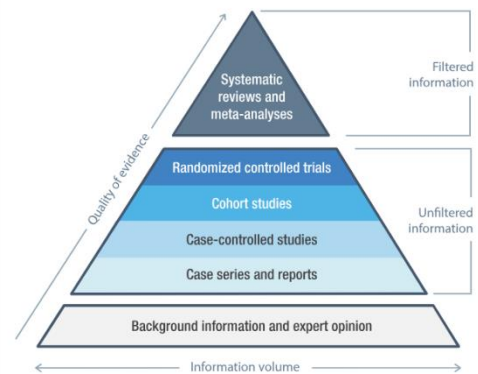 Systematic
reviews and
meta-analyses
Filtered
information
Quality of evidence
Randomized controlled trials
Cohort studies
Case-controlled studies
Case series and reports
Unfiltered
information
Background information and expert opinion
Information volume